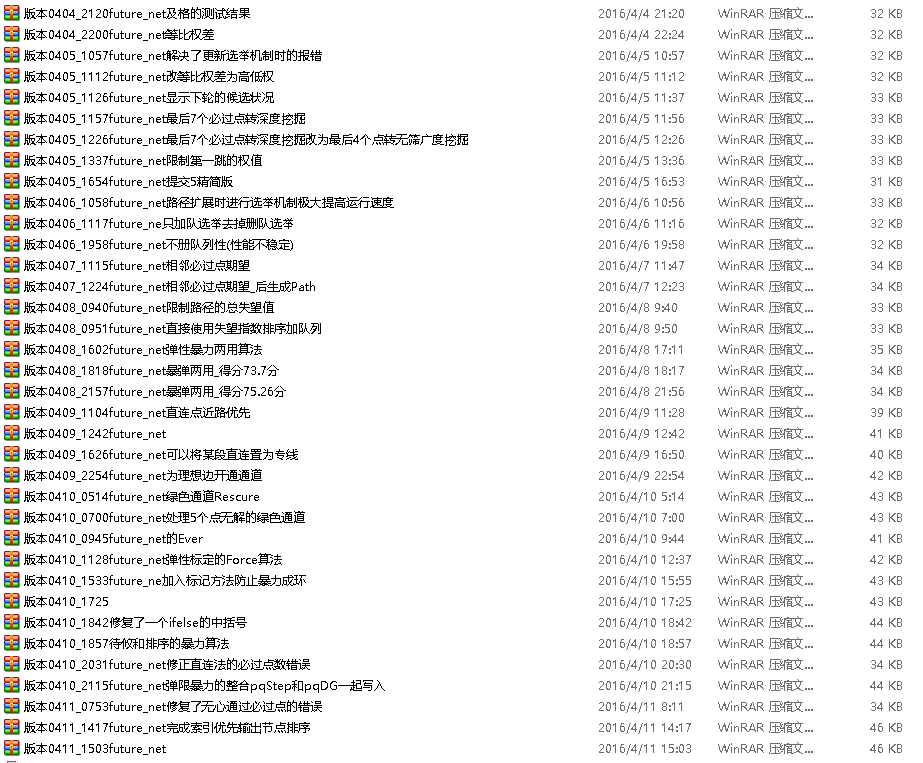 版本0404_2120future_net及格的测试结果 2016/4/4 21:20 WinRAR 压缩文... 32 KB
版本0404_2200future_net等比权差 2016/4/4 22:24 WinRAR 压缩文... 32 KB
版本0405_1057future_net解决了更新选举机制时的报错 2016/4/5 10:57 WinRAR 压缩文... 32 KB
版本0405_1112future_net改等比权差为高低权 2016/4/5 11:12 WinRAR 压缩文... 32 KB
版本0405_1126future_net显示下轮的候选状况 2016/4/5 11:37 WinRAR 压缩文... 33 KB
版本0405_1157future_net最后7个必过点转深度挖掘 2016/4/5 11:56 WinRAR 压缩文... 33 KB
版本0405_1226future_net最后7个必过点转深度挖掘改为最后4个点转无筛广度挖掘 2016/4/5 12:26 WinRAR 压缩文... 33 KB
版本0405_1337future_net限制第一跳的权值 2016/4/5 13:36 WinRAR 压缩文... 33 KB
版本0405_1654future_net提交5精简版 2016/4/5 16:53 WinRAR 压缩文... 31 KB
版本0406_1058future_net路径扩展时进行选举机制极大提高运行速度 2016/4/6 10:56 WinRAR 压缩文... 33 KB
版本0406_1117future_ne只加队选举去掉删队选举 2016/4/6 11:16 WinRAR 压缩文... 32 KB
版本0406_1958future_net不册队列性(性能不稳定) 2016/4/6 19:58 WinRAR 压缩文... 32 KB
版本0407_1115future_net相邻必过点期望 2016/4/7 11:47 WinRAR 压缩文... 34 KB
版本0407_1224future_net相邻必过点期望_后生成Path 2016/4/7 12:23 WinRAR 压缩文... 34 KB
版本0408_0940future_net限制路径的总失望值 2016/4/8 9:40 WinRAR 压缩文... 33 KB
版本0408_0951future_net直接使用失望指数排序加队列 2016/4/8 9:50 WinRAR 压缩文... 33 KB
版本0408_1602future_net弹性暴力两用算法 2016/4/8 17:11 WinRAR 压缩文... 35 KB
版本0408_1818future_net暴弹两用_得分73.7分 2016/4/8 18:17 WinRAR 压缩文... 34 KB
版本0408_2157future_net暴弹两用_得分75.26分 2016/4/8 21:56 WinRAR 压缩文... 34 KB
版本0409_1104future_net直连点近路优先 2016/4/9 11:28 WinRAR 压缩文... 39 KB
版本0409_1242future_net 2016/4/9 12:42 WinRAR 压缩文... 41 KB
版本0409_1626future_net可以将某段直连置为专线 2016/4/9 16:50 WinRAR 压缩文... 40 KB
版本0409_2254future_net为理想边开通通道 2016/4/9 22:54 WinRAR 压缩文... 42 KB
版本0410_0514future_net绿色通道Rescure 2016/4/10 5:14 WinRAR 压缩文... 43 KB
版本0410_0700future_net处理5个点无解的绿色通道 2016/4/10 7:00 WinRAR 压缩文... 43 KB
版本0410_0945future_net的Ever 2016/4/10 9:44 WinRAR 压缩文... 41 KB
版本0410_1128future_net弹性标定的Force算法 2016/4/10 12:37 WinRAR 压缩文... 42 KB
版本0410_1533future_ne加入标记方法防止暴力成环 2016/4/10 15:55 WinRAR 压缩文... 43 KB
版本0410_1725 2016/4/10 17:25 WinRAR 压缩文... 43 KB
版本0410_1842修复了一个ifelse的中括号 2016/4/10 18:42 WinRAR 压缩文... 44 KB
版本0410_1857待候和排序的暴力算法 2016/4/10 18:57 WinRAR 压缩文... 44 KB
版本0410_2031future_net修正直连法的必过点数错误 2016/4/10 20:30 WinRAR 压缩文... 34 KB
版本0410_2115future_net弹限暴力的整合pqStep和pqDG一起写入 2016/4/10 21:15 WinRAR 压缩文... 44 KB
版本0411_0753future_net修复了无心通过必过点的错误 2016/4/11 8:11 WinRAR 压缩文... 34 KB
版本0411_1417future_net完成索引优先输出节点排序 2016/4/11 14:17 WinRAR 压缩文... 46 KB
版本0411_1503future_net 2016/4/11 15:03 WinRAR 压缩文... 46 KB